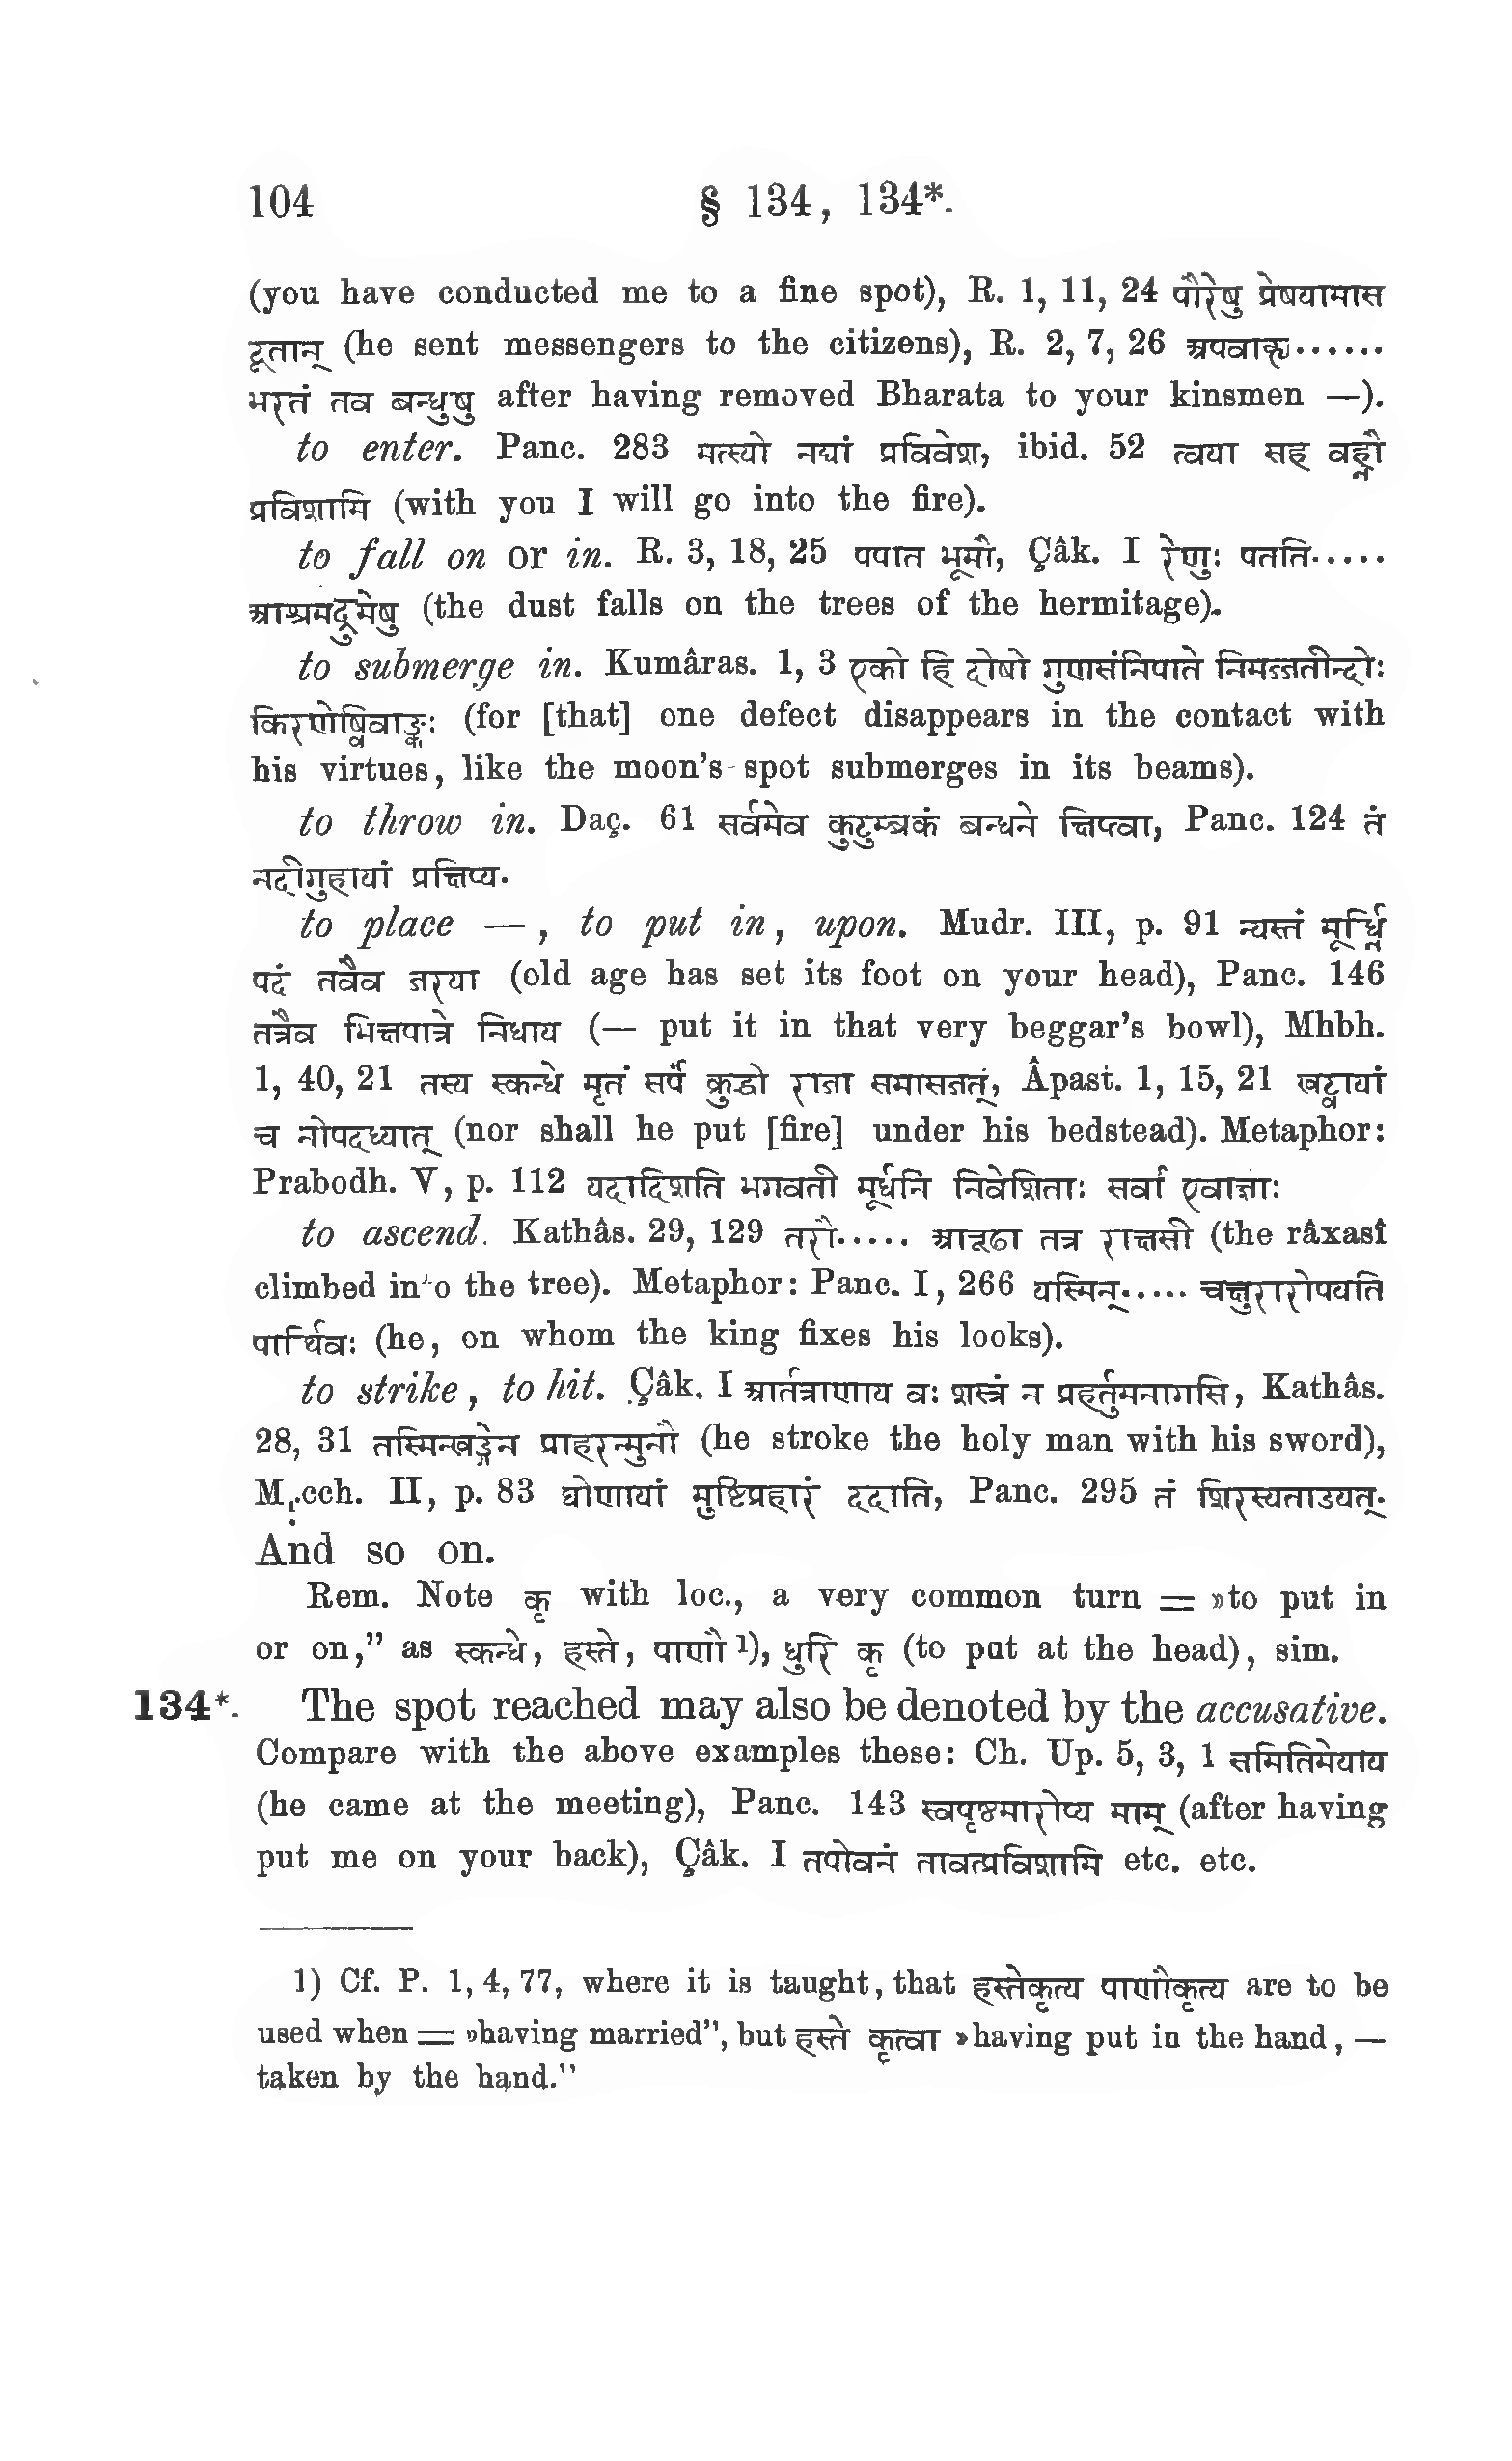 104 § 134, 134*.
(you have conducted me to a fine spot), R. 1, 11, 24 पौरेषु प्रेषयामास
दूतान् (he sent messengers to the citizens), R. 2, 7, 26 अपवाह्य......
भरतं तव बन्धुषु after having removed Bharata to your kinsmen —).
to enter. Panc. 283 मत्स्यो नद्यां प्रविवेश, ibid. 52 त्वया सह वह्नौ
प्रविशामि (with you I will go into the fire).
to fall on or in. R. 3, 18, 25 पपात भूमौ, Çâk. I रेणुः पतति.....
आश्रमद्रुमेषु (the dust falls on the trees of the hermitage).
to submerge in. Kumâras. 1, 3 एको हि दोषो गुणसंनिपाते निमज्जतीन्दोः
किरणेष्विवाङ्कः (for [that] one defect disappears in the contact with
his virtues, like the moon's spot submerges in its beams).
to throw in. Daç. 61 सर्वमेव कुटुम्बकं बन्धने क्षिप्त्वा, Panc. 124 तं
नदीगुहायां प्रक्षिप्य.
to place —, to put in, upon. Mudr. III, p. 91 न्यस्तं मूर्ध्नि
पदं तवैव जरया (old age has set its foot on your head), Panc. 146
तत्रैव भिक्षापात्रे निधाय (— put it in that very beggar's bowl), Mhbh.
1, 40, 21 तस्य स्कन्धे मृतं सर्पं क्रुद्धो राजा समासजत्, Âpast. 1, 15, 21 खट्वायां
च नोपदध्यात् (nor shall he put [fire] under his bedstead). Metaphor:
Prabodh. V, p. 112 यदादिशति भगवती मूर्धनि निवेशिताः सर्वा एवाज्ञाः
to ascend. Kathâs. 29, 129 तरौ..... आरूढा तत्र राक्षसी (the râxasî
climbed into the tree). Metaphor: Panc. I, 266 यस्मिन्..... चक्षुरारोपयति
पार्थिवः (he, on whom the king fixes his looks).
to strike, to hit. Çâk. I आर्तत्राणाय वः शस्त्रं न प्रहर्तुमनागसि, Kathâs.
28, 31 तस्मिन्खड्गेन प्राहरन्मुनौ (he stroke the holy man with his sword),
Mṛcch. II, p. 83 घोणायां मुष्टिप्रहारं ददाति, Panc. 295 तं शिरस्यताउयत्.
And so on.
Rem. Note कृ with loc., a very common turn = »to put in
or on,” as स्कन्धे, हस्ते, पाणौ ¹), धुरि कृ (to put at the head), sim.
134*. The spot reached may also be denoted by the accusative.
Compare with the above examples these: Ch. Up. 5, 3, 1 समितिमेयाय
(he came at the meeting), Panc. 143 स्वपृष्ठमारोप्य माम् (after having
put me on your back), Çâk. I तपोवनं तावत्प्रविशामि etc. etc.
1) Cf. P. 1, 4, 77, where it is taught, that हस्तेकृत्य पाणौकृत्य are to be
used when = »having married”, but हस्ते कृत्वा »having put in the hand, —
taken by the hand.”